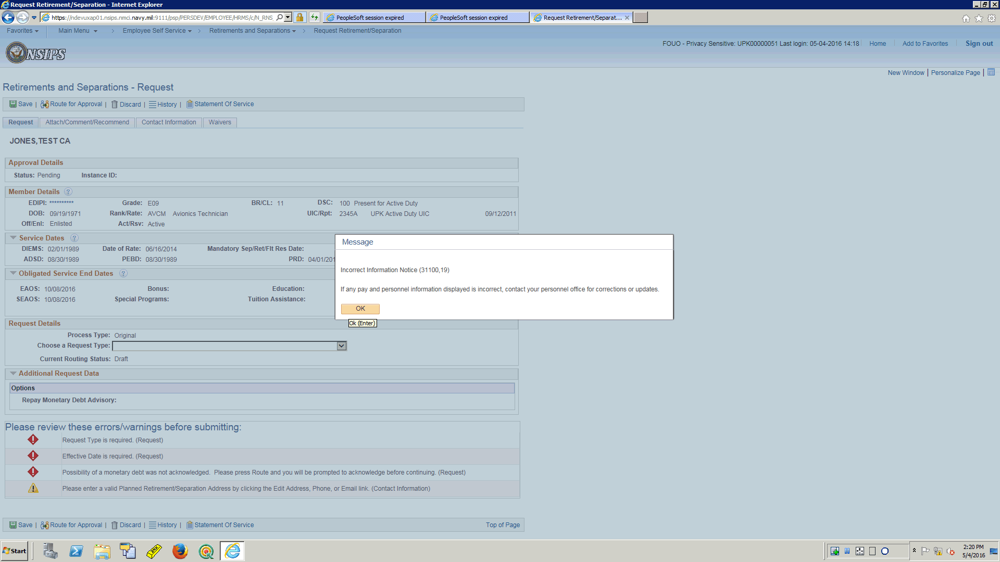 Request Retirement/Separation - Internet Explorer
https://ndevuxap01.nsips.nmci.navy.mil:9111/psp/PERSDEV/EMPLOYEE/HRMS/c/N_RNS_ PeopleSoft session expired PeopleSoft session expired Request Retirement/Separat...
Favorites Main Menu > Employee Self Service > Retirements and Separations > Request Retirement/Separation
NSIPS
FOUO - Privacy Sensitive: UPK00000051 Last login: 05-04-2016 14:18 Home Add to Favorites Sign out
New Window | Personalize Page |
Retirements and Separations - Request
Save | Route for Approval | Discard | History | Statement Of Service
Request Attach/Comment/Recommend Contact Information Waivers
JONES,TEST CA
Approval Details
Status: Pending Instance ID:
Member Details ?
EDIPI: ********** Grade: E09 BR/CL: 11 DSC: 100 Present for Active Duty
DOB: 09/19/1971 Rank/Rate: AVCM Avionics Technician UIC/Rpt: 2345A UPK Active Duty UIC 09/12/2011
Off/Enl: Enlisted Act/Rsv: Active
Service Dates ?
DIEMS: 02/01/1989 Date of Rate: 06/16/2014 Mandatory Sep/Ret/Flt Res Date:
ADSD: 08/30/1989 PEBD: 08/30/1989 PRD: 04/01/201
Obligated Service End Dates ?
EAOS: 10/08/2016 Bonus: Education:
SEAOS: 10/08/2016 Special Programs: Tuition Assistance:
Message
Incorrect Information Notice (31100,19)
If any pay and personnel information displayed is incorrect, contact your personnel office for corrections or updates.
OK
Ok (Enter)
Request Details
Process Type: Original
Choose a Request Type:
Current Routing Status: Draft
Additional Request Data
Options
Repay Monetary Debt Advisory:
Please review these errors/warnings before submitting:
Request Type is required. (Request)
Effective Date is required. (Request)
Possibility of a monetary debt was not acknowledged. Please press Route and you will be prompted to acknowledge before continuing. (Request)
Please enter a valid Planned Retirement/Separation Address by clicking the Edit Address, Phone, or Email link. (Contact Information)
Save | Route for Approval | Discard | History | Statement Of Service Top of Page
Start 2:20 PM
5/4/2016